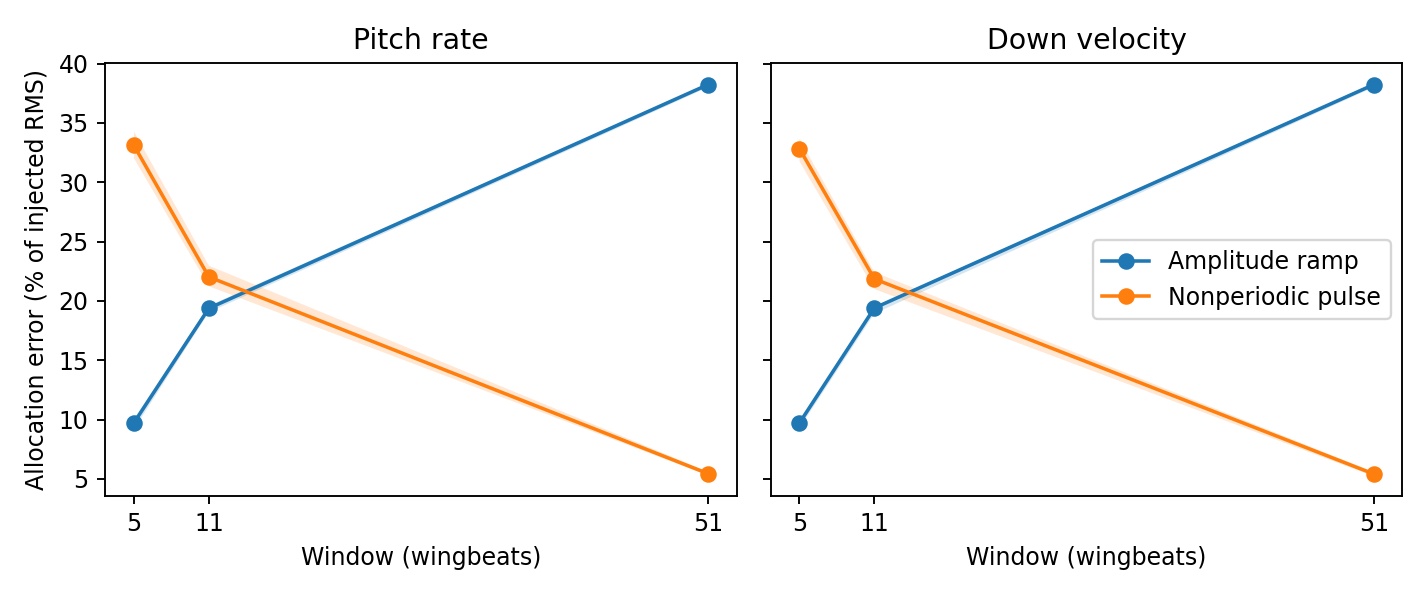 Pitch rate
Down velocity
Allocation error (% of injected RMS)
40
35
30
25
20
15
10
5
Amplitude ramp
Nonperiodic pulse
5 11 51
5 11 51
Window (wingbeats)
Window (wingbeats)